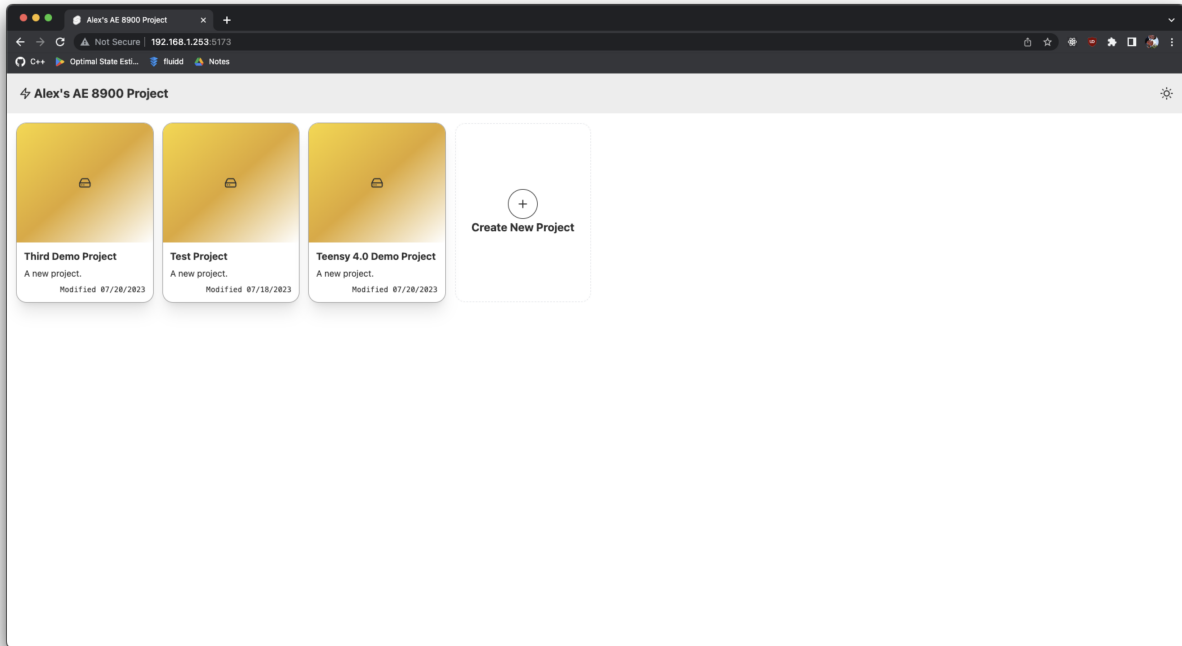 Alex's AE 8900 Project
Not Secure 192.168.1.253:5173
C++ Optimal State Esti... fluidd Notes
Alex's AE 8900 Project
Third Demo Project
A new project.
Modified 07/20/2023
Test Project
A new project.
Modified 07/18/2023
Teensy 4.0 Demo Project
A new project.
Modified 07/20/2023
Create New Project